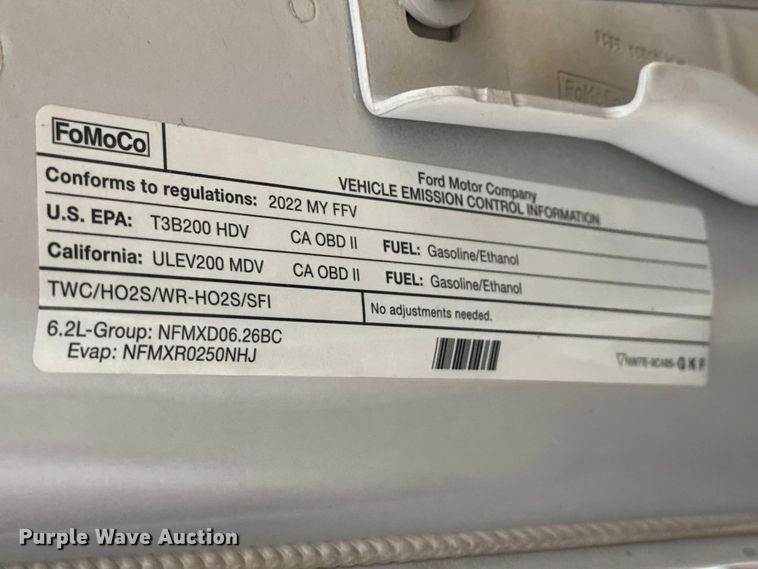 FoMoCo
Ford Motor Company
VEHICLE EMISSION CONTROL INFORMATION
Conforms to regulations: 2022 MY FFV
U.S. EPA: T3B200 HDV CA OBD II FUEL: Gasoline/Ethanol
California: ULEV200 MDV CA OBD II FUEL: Gasoline/Ethanol
TWC/HO2S/WR-HO2S/SFI
No adjustments needed.
6.2L-Group: NFMXD06.26BC
Evap: NFMXR0250NHJ
GKF
Purple Wave Auction